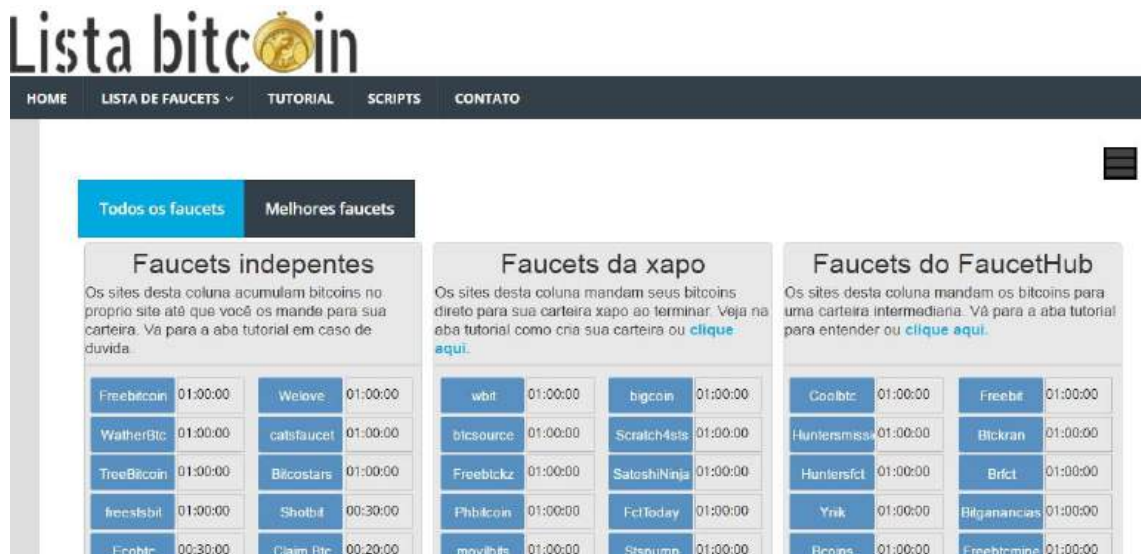 Lista bitcoin
HOME LISTA DE FAUCETS TUTORIAL SCRIPTS CONTATO
Todos os faucets Melhores faucets
Faucets indepentes
Os sites desta coluna acumulam bitcoins no
proprio site até que você os mande para sua
carteira. Va para a aba tutorial em caso de
duvida.
Freebitcoin 01:00:00 Welove 01:00:00
WatherBtc 01:00:00 catsfaucet 01:00:00
TreeBitcoin 01:00:00 Bitcostars 01:00:00
freestsbit 01:00:00 Shotbit 00:30:00
Ecobtc 00:30:00 Claim Btc 00:20:00
Faucets da xapo
Os sites desta coluna mandam seus bitcoins
direto para sua carteira xapo ao terminar. Veja na
aba tutorial como cria sua carteira ou clique
aqui.
wbit 01:00:00 bigcoin 01:00:00
btcsource 01:00:00 Scratch4sts 01:00:00
Freebtckz 01:00:00 SatoshiNinja 01:00:00
Phbitcoin 01:00:00 FctToday 01:00:00
movilbits 01:00:00 Stspump 01:00:00
Faucets do FaucetHub
Os sites desta coluna mandam os bitcoins para
uma carteira intermediaria. Vá para a aba tutorial
para entender ou clique aqui.
Coolbtc 01:00:00 Freebit 01:00:00
Huntersmissi 01:00:00 Btckran 01:00:00
Huntersfct 01:00:00 Brfct 01:00:00
Ynik 01:00:00 Bitganancias 01:00:00
Bcoins 01:00:00 Freebtcmine 01:00:00